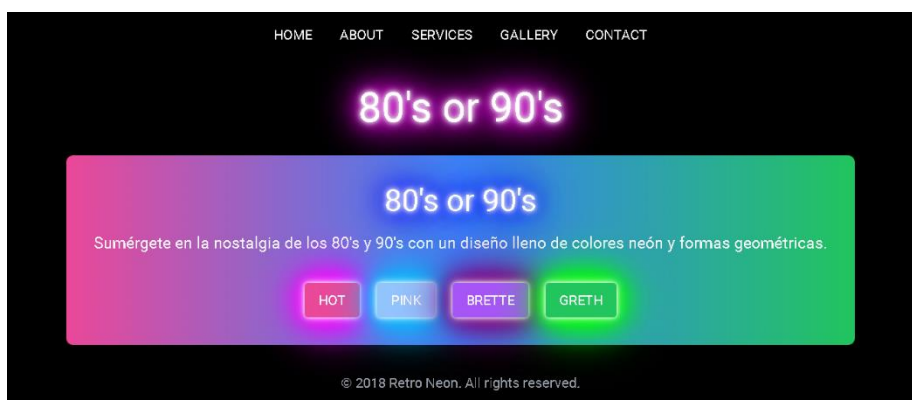 HOME ABOUT SERVICES GALLERY CONTACT
80's or 90's
80's or 90's
Sumérgete en la nostalgia de los 80's y 90's con un diseño lleno de colores neón y formas geométricas.
HOT PINK BRETTE GRETH
© 2018 Retro Neon. All rights reserved.